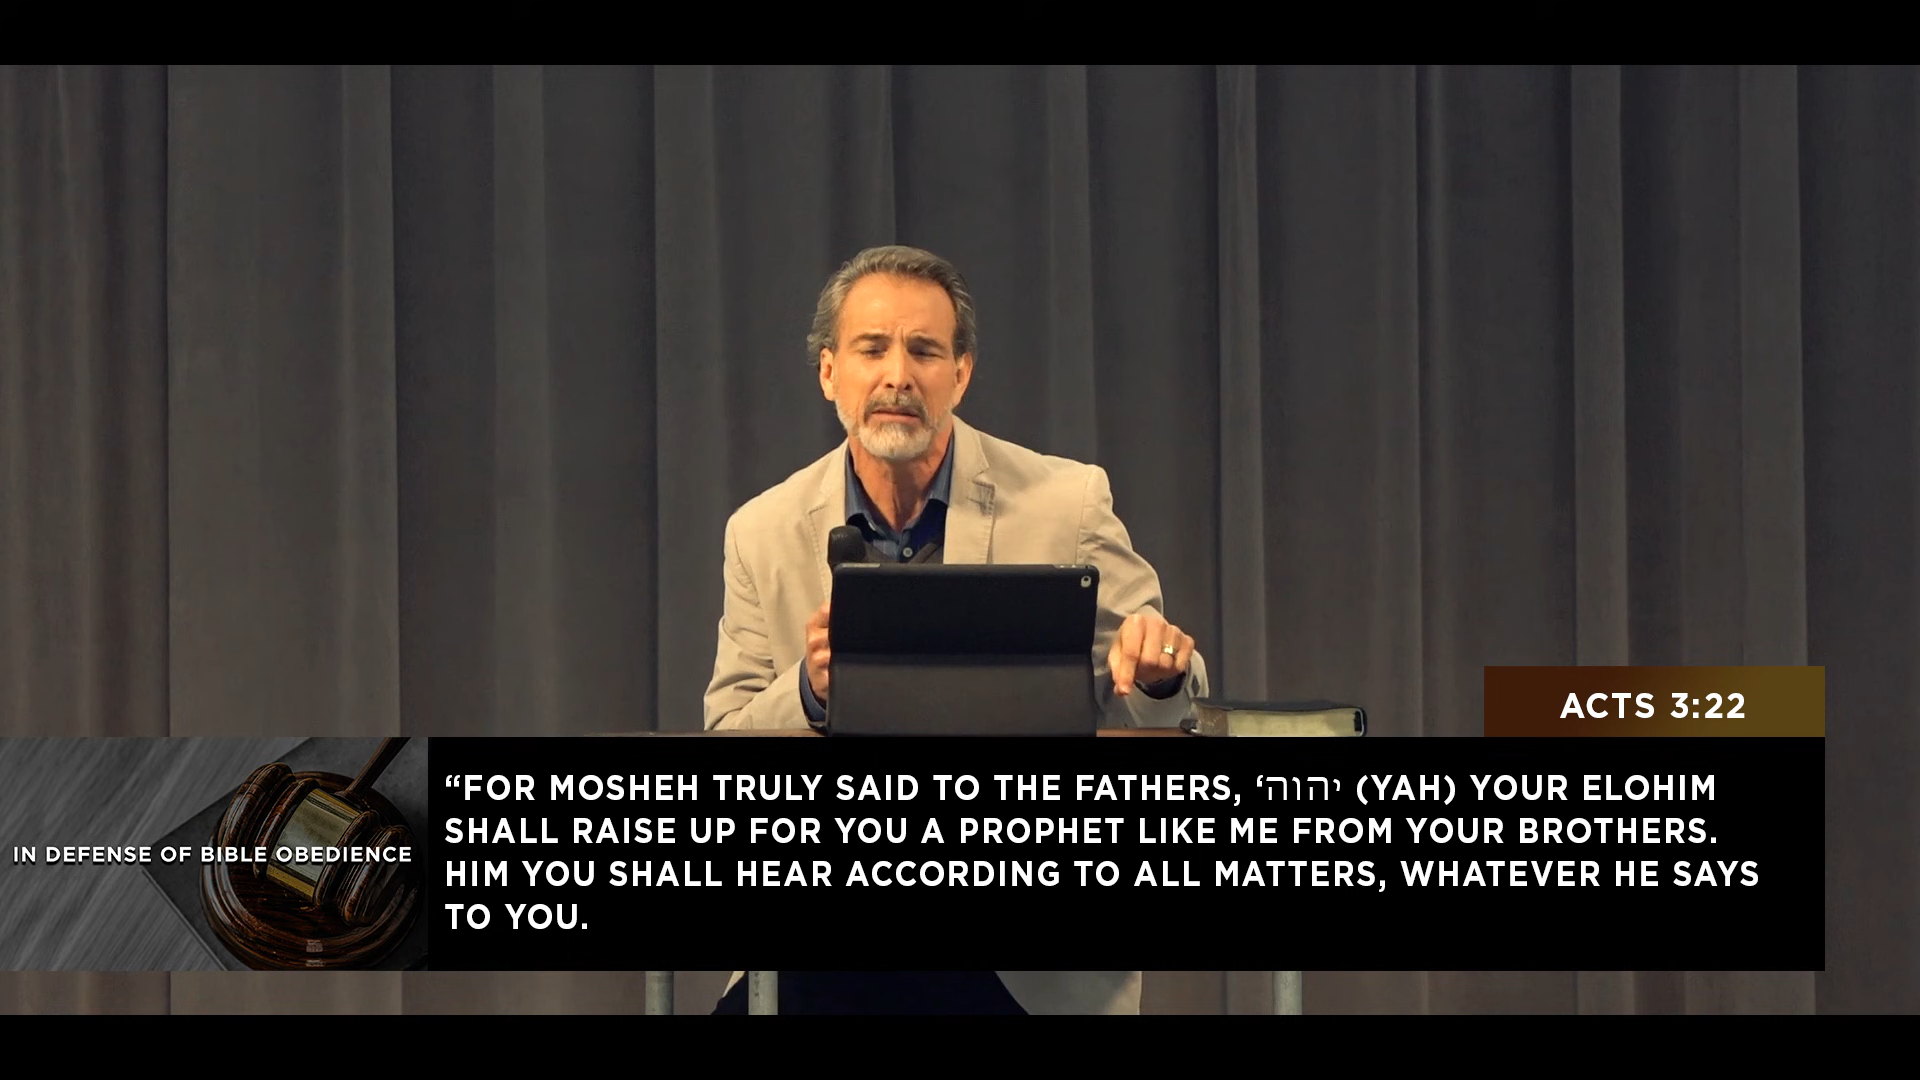 ACTS 3:22
IN DEFENSE OF BIBLE OBEDIENCE
“FOR MOSHEH TRULY SAID TO THE FATHERS, ‘יהוה (YAH) YOUR ELOHIM
SHALL RAISE UP FOR YOU A PROPHET LIKE ME FROM YOUR BROTHERS.
HIM YOU SHALL HEAR ACCORDING TO ALL MATTERS, WHATEVER HE SAYS
TO YOU.